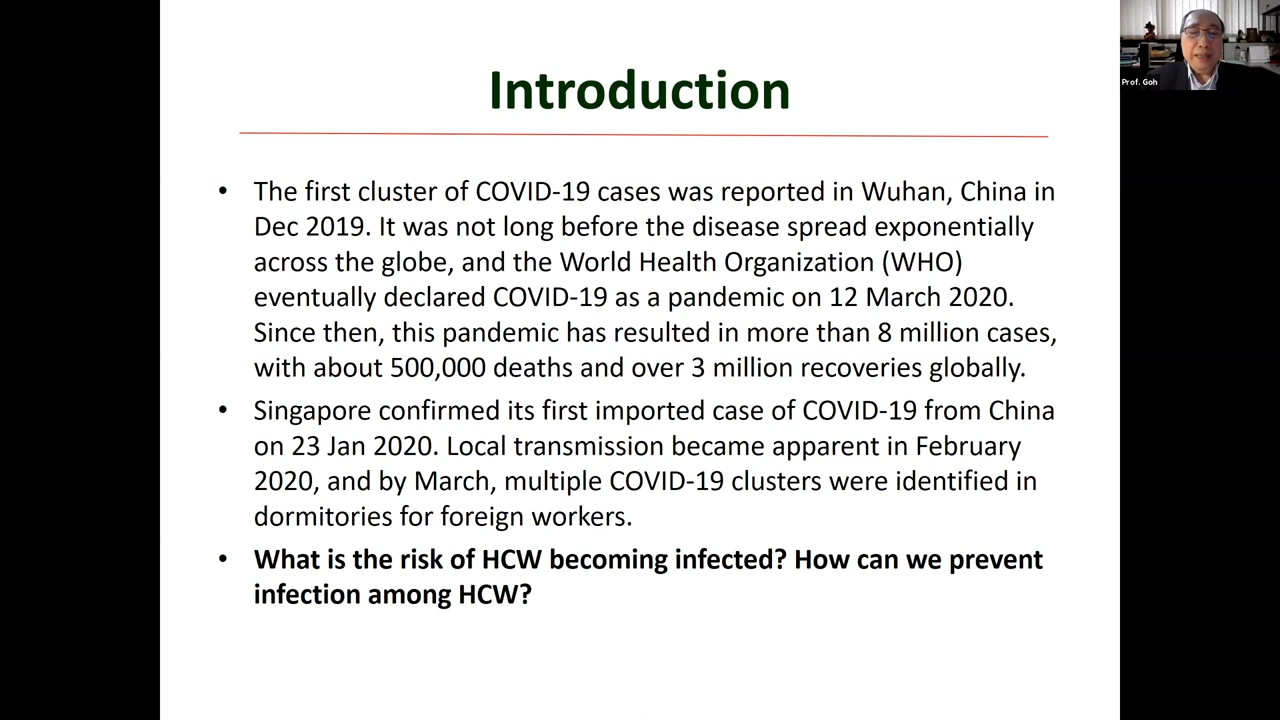 Introduction
• The first cluster of COVID-19 cases was reported in Wuhan, China in
Dec 2019. It was not long before the disease spread exponentially
across the globe, and the World Health Organization (WHO)
eventually declared COVID-19 as a pandemic on 12 March 2020.
Since then, this pandemic has resulted in more than 8 million cases,
with about 500,000 deaths and over 3 million recoveries globally.
• Singapore confirmed its first imported case of COVID-19 from China
on 23 Jan 2020. Local transmission became apparent in February
2020, and by March, multiple COVID-19 clusters were identified in
dormitories for foreign workers.
• What is the risk of HCW becoming infected? How can we prevent
infection among HCW?
Prof. Goh